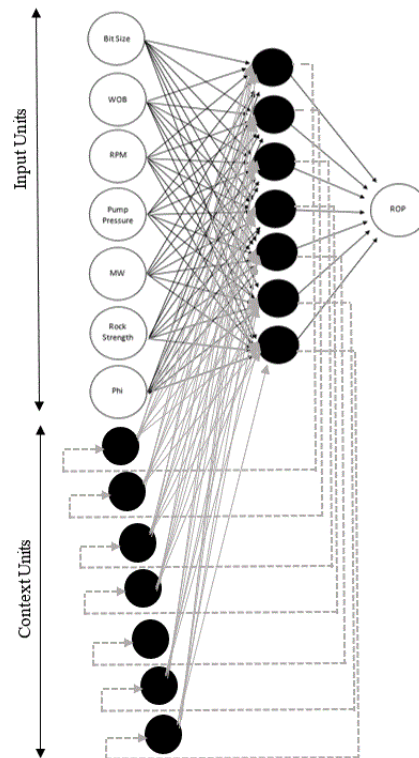 Input Units
Bit Size
WOB
RPM
Pump
Pressure
MW
Rock
Strength
Phi
ROP
Context Units